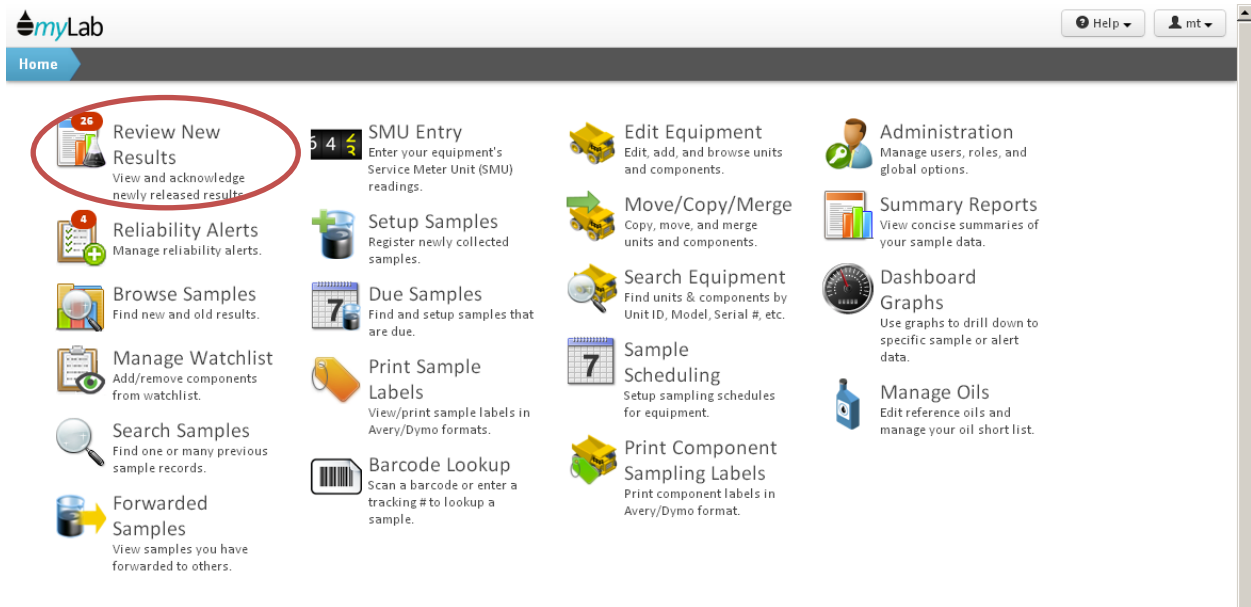 myLab
Help
mt
Home
26
Review New
Results
View and acknowledge
newly released results.
4
Reliability Alerts
Manage reliability alerts.
Browse Samples
Find new and old results.
Manage Watchlist
Add/remove components
from watchlist.
Search Samples
Find one or many previous
sample records.
Forwarded
Samples
View samples you have
forwarded to others.
6 4 3
SMU Entry
Enter your equipment's
Service Meter Unit (SMU)
readings.
Setup Samples
Register newly collected
samples.
7
Due Samples
Find and setup samples that
are due.
Print Sample
Labels
View/print sample labels in
Avery/Dymo formats.
Barcode Lookup
Scan a barcode or enter a
tracking # to lookup a
sample.
Edit Equipment
Edit, add, and browse units
and components.
Move/Copy/Merge
Copy, move, and merge
units and components.
Search Equipment
Find units & components by
Unit ID, Model, Serial #, etc.
7
Sample
Scheduling
Setup sampling schedules
for equipment.
Print Component
Sampling Labels
Print component labels in
Avery/Dymo format.
Administration
Manage users, roles, and
global options.
Summary Reports
View concise summaries of
your sample data.
Dashboard
Graphs
Use graphs to drill down to
specific sample or alert
data.
Manage Oils
Edit reference oils and
manage your oil short list.